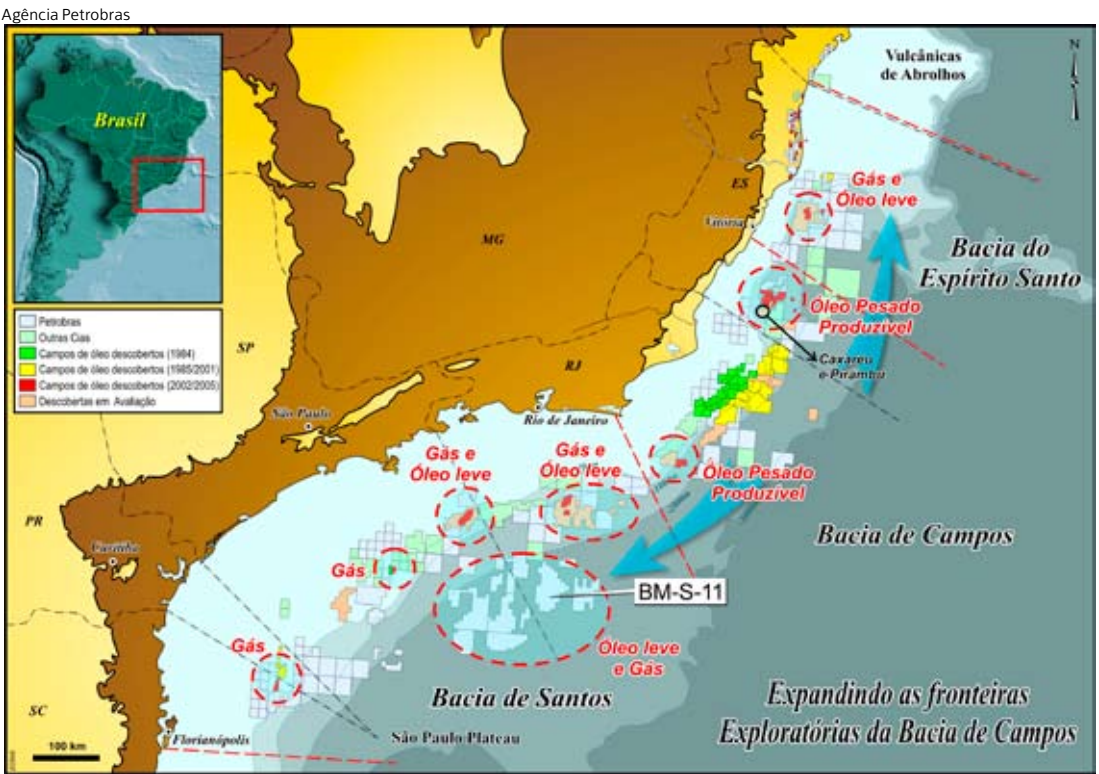 Agência Petrobras
Brasil
Petrobras
Outras Cias
Campos de óleo descobertos (1984)
Campos de óleo descobertos (1985/2001)
Campos de óleo descobertos (2002/2005)
Descobertas em Avaliação
Vulcânicas
de Abrolhos
N
ES
Gás e
Óleo leve
Vitória
MG
Bacia do
Espírito Santo
Óleo Pesado
Produzível
Caxareu
e Pirambu
SP
RJ
São Paulo
Rio de Janeiro
Gás e
Óleo leve
Gás e
Óleo leve
Óleo Pesado
Produzível
PR
Curitiba
Bacia de Campos
Gás
BM-S-11
Gás
Óleo leve
e Gás
Bacia de Santos
Expandindo as fronteiras
Exploratórias da Bacia de Campos
SC
São Paulo Plateau
Florianópolis
100 km